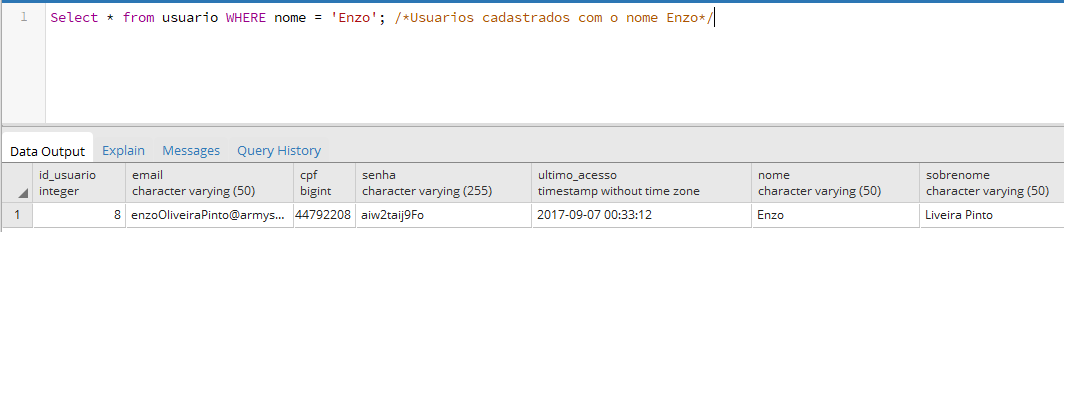 1 Select * from usuario WHERE nome = 'Enzo'; /*Usuarios cadastrados com o nome Enzo*/
Data Output Explain Messages Query History
id_usuario email cpf senha ultimo_acesso nome sobrenome
integer character varying (50) bigint character varying (255) timestamp without time zone character varying (50) character varying (50)
1 8 enzoOliveiraPinto@armys... 44792208 aiw2taij9Fo 2017-09-07 00:33:12 Enzo Liveira Pinto